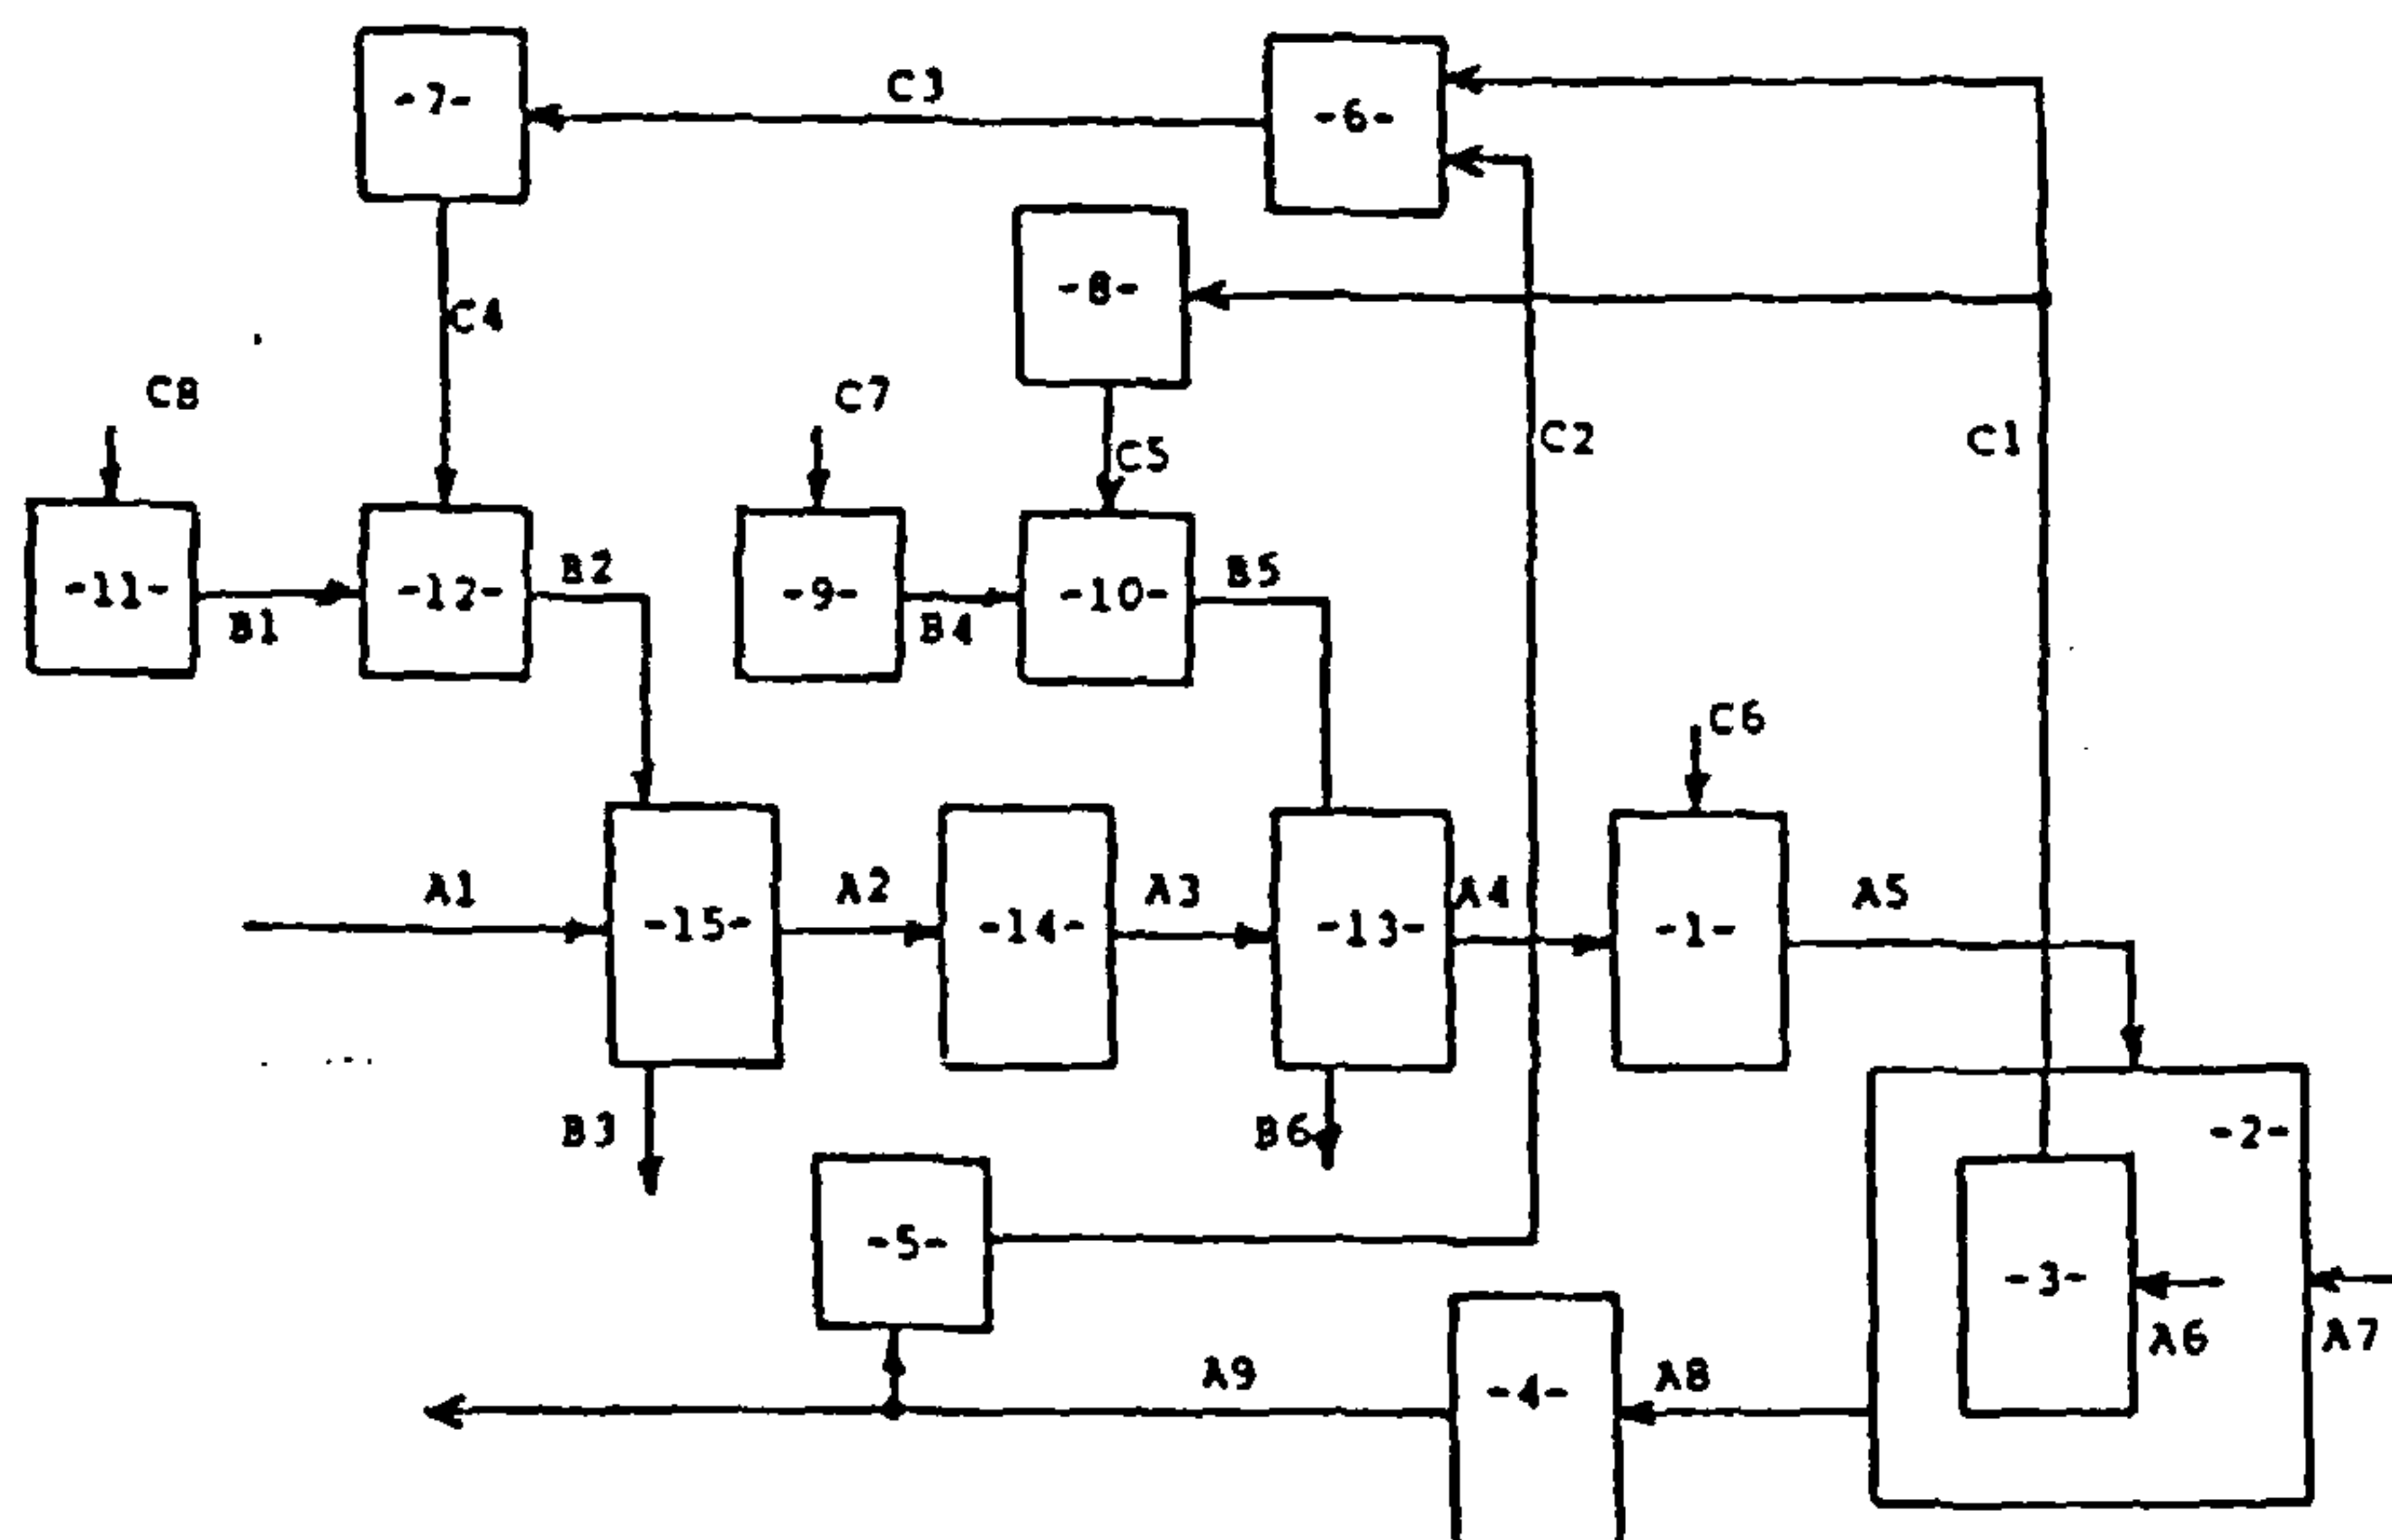 -7-
C3
-6-
-8-
C4
C8
C7
C5
C2
C1
-11-
B1
-12-
B2
-9-
B4
-10-
B5
C6
A1
-15-
A2
-14-
A3
-13-
A4
-1-
A5
B3
B6
-2-
-5-
-3-
A6
A7
A9
-4-
A8